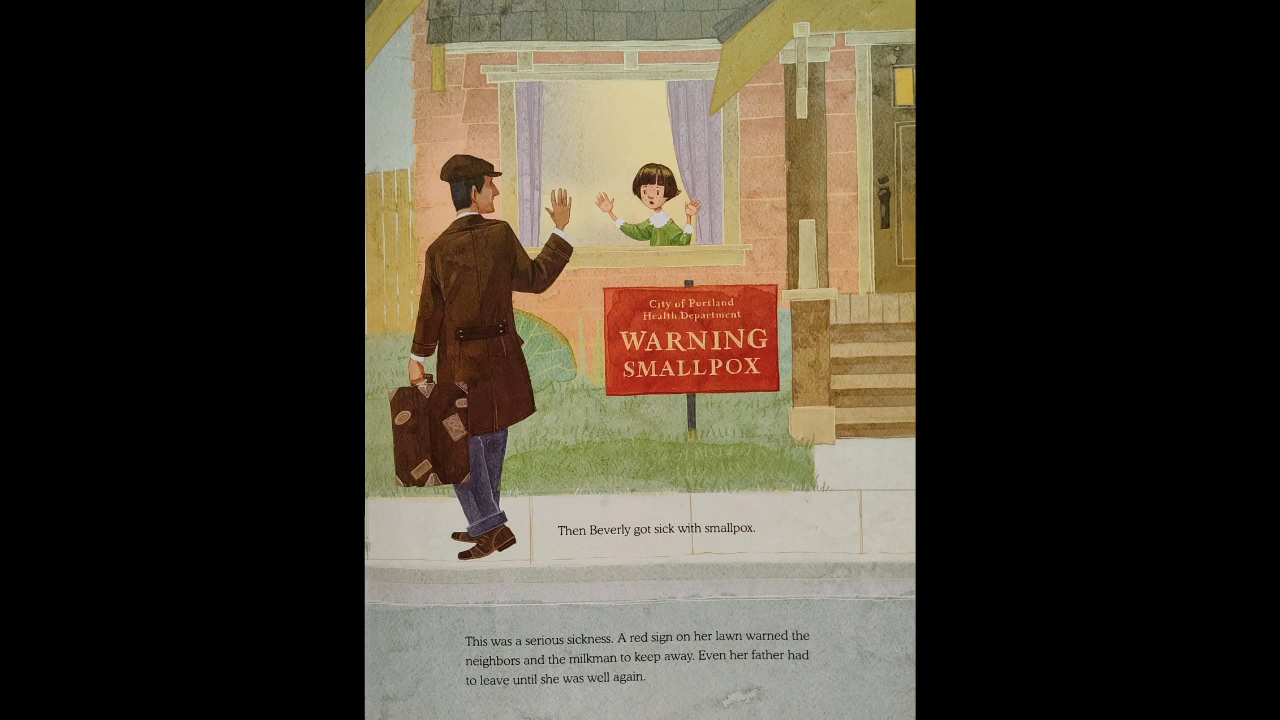 City of Portland
Health Department
WARNING
SMALLPOX
Then Beverly got sick with smallpox.
This was a serious sickness. A red sign on her lawn warned the
neighbors and the milkman to keep away. Even her father had
to leave until she was well again.